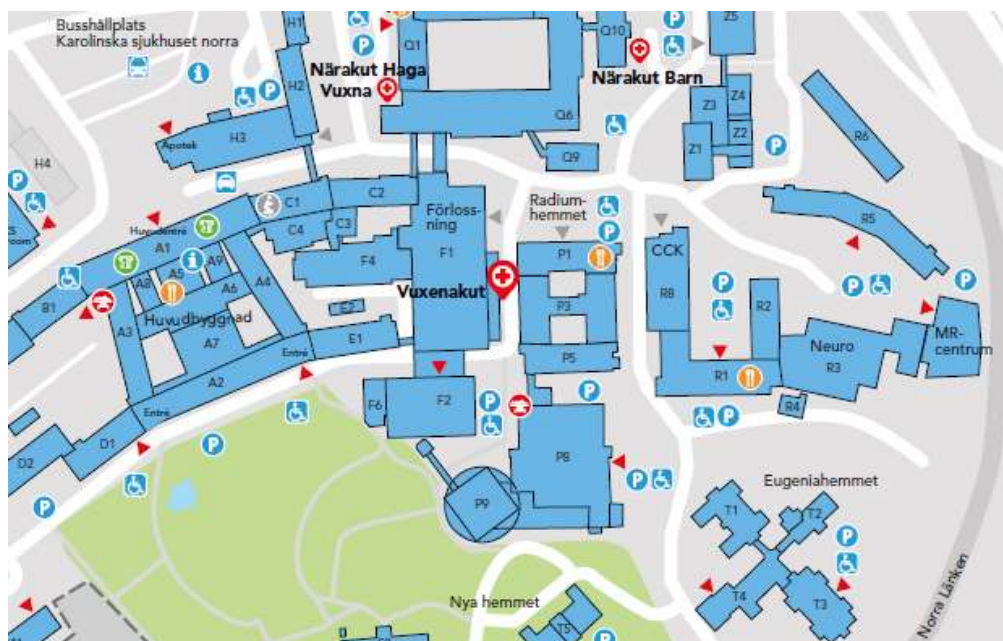 Busshållplats
Karolinska sjukhuset norra
H1
Q1
Q10
Z5
Närakut Haga
Vuxna
Närakut Barn
H2
H3
Apotek
H4
Q6
Q9
Z3
Z4
Z1
Z2
R6
C1
C2
C3
C4
Förloss-
ning
F1
Radium-
hemmet
P1
CCK
R8
R5
Huvudentré
A1
A5
A9
A8
A6
A4
F4
B1
A3
Huvudbyggnad
A7
E2
E1
Vuxenakut
P3
P5
R2
Neuro
R3
MR-
centrum
R1
R4
A2
Entré
Entré
F6
F2
D1
D2
P8
P9
Eugeniahemmet
T1
T2
T4
T3
Nya hemmet
T5
Norra Länken